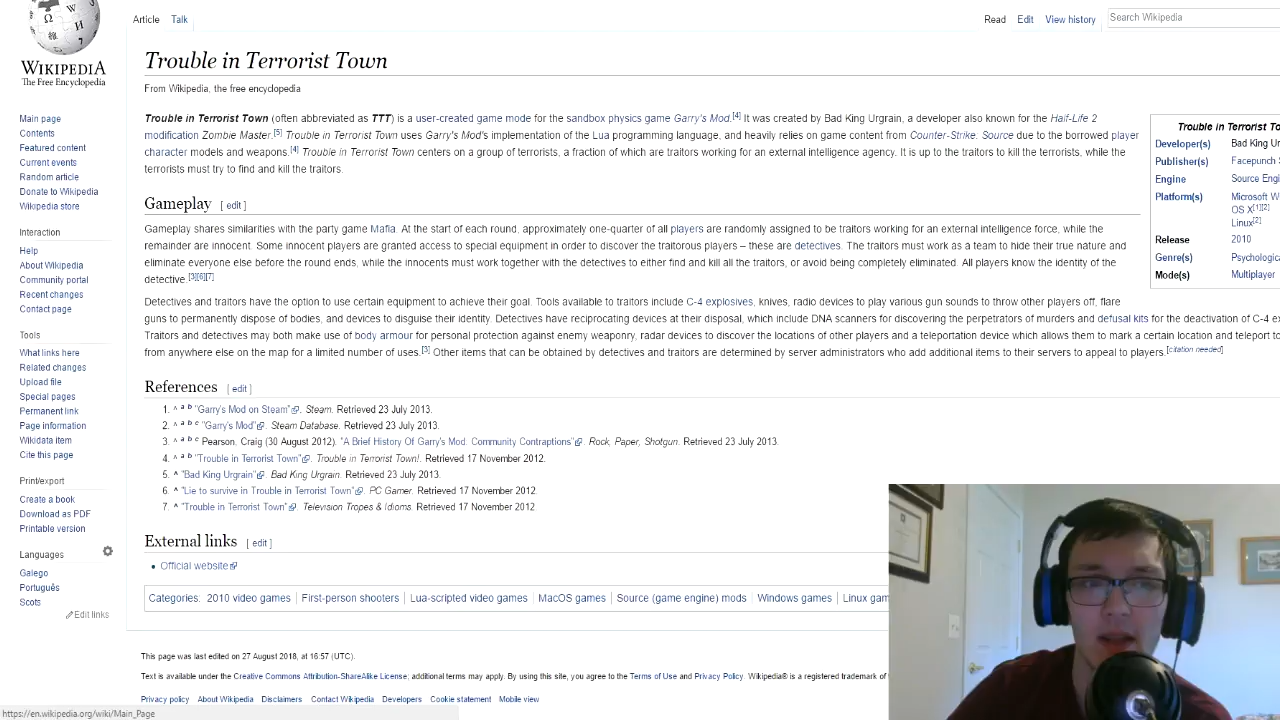 WIKIPEDIA
The Free Encyclopedia
Main page
Contents
Featured content
Current events
Random article
Donate to Wikipedia
Wikipedia store
Interaction
Help
About Wikipedia
Community portal
Recent changes
Contact page
Tools
What links here
Related changes
Upload file
Special pages
Permanent link
Page information
Wikidata item
Cite this page
Print/export
Create a book
Download as PDF
Printable version
Languages
Galego
Português
Scots
Edit links
Article Talk Read Edit View history Search Wikipedia
Trouble in Terrorist Town
From Wikipedia, the free encyclopedia
Trouble in Terrorist Town (often abbreviated as TTT) is a user-created game mode for the sandbox physics game Garry's Mod.[4] It was created by Bad King Urgrain, a developer also known for the Half-Life 2
modification Zombie Master.[5] Trouble in Terrorist Town uses Garry's Mod's implementation of the Lua programming language, and heavily relies on game content from Counter-Strike: Source due to the borrowed player
character models and weapons.[4] Trouble in Terrorist Town centers on a group of terrorists, a fraction of which are traitors working for an external intelligence agency. It is up to the traitors to kill the terrorists, while the
terrorists must try to find and kill the traitors.
Trouble in Terrorist
Developer(s) Bad King
Publisher(s) Facepunch
Engine Source
Platform(s) Microsoft
OS X[1][2]
Linux[2]
Release 2010
Genre(s)
Mode(s) Multiplayer
Gameplay [ edit ]
Gameplay shares similarities with the party game Mafia. At the start of each round, approximately one-quarter of all players are randomly assigned to be traitors working for an external intelligence force, while the
remainder are innocent. Some innocent players are granted access to special equipment in order to discover the traitorous players – these are detectives. The traitors must work as a team to hide their true nature and
eliminate everyone else before the round ends, while the innocents must work together with the detectives to either find and kill all the traitors, or avoid being completely eliminated. All players know the identity of the
detective.[3][6][7]
Detectives and traitors have the option to use certain equipment to achieve their goal. Tools available to traitors include C-4 explosives, knives, radio devices to play various gun sounds to throw other players off, flare
guns to permanently dispose of bodies, and devices to disguise their identity. Detectives have reciprocating devices at their disposal, which include DNA scanners for discovering the perpetrators of murders and defusal kits for the deactivation of C-4
Traitors and detectives may both make use of body armour for personal protection against enemy weaponry, radar devices to discover the locations of other players and a teleportation device which allows them to mark a certain location and teleport
from anywhere else on the map for a limited number of uses.[3] Other items that can be obtained by detectives and traitors are determined by server administrators who add additional items to their servers to appeal to players.[citation needed]
References [ edit ]
1. ^ a b "Garry's Mod on Steam". Steam. Retrieved 23 July 2013.
2. ^ a b c "Garry's Mod". Steam Database. Retrieved 23 July 2013.
3. ^ a b c Pearson, Craig (30 August 2012). "A Brief History Of Garry's Mod: Community Contraptions". Rock, Paper, Shotgun. Retrieved 23 July 2013.
4. ^ a b "Trouble in Terrorist Town". Trouble in Terrorist Town!. Retrieved 17 November 2012.
5. ^ "Bad King Urgrain". Bad King Urgrain. Retrieved 23 July 2013.
6. ^ "Lie to survive in Trouble in Terrorist Town". PC Gamer. Retrieved 17 November 2012.
7. ^ "Trouble in Terrorist Town". Television Tropes & Idioms. Retrieved 17 November 2012
External links [ edit ]
• Official website
Categories: 2010 video games | First-person shooters | Lua-scripted video games | MacOS games | Source (game engine) mods | Windows games | Linux
This page was last edited on 27 August 2018, at 16:57 (UTC).
Text is available under the Creative Commons Attribution-ShareAlike License; additional terms may apply. By using this site, you agree to the Terms of Use and Privacy Policy. Wikipedia® is a registered trademark of
Privacy policy About Wikipedia Disclaimers Contact Wikipedia Developers Cookie statement Mobile view
https://en.wikipedia.org/wiki/Main_Page